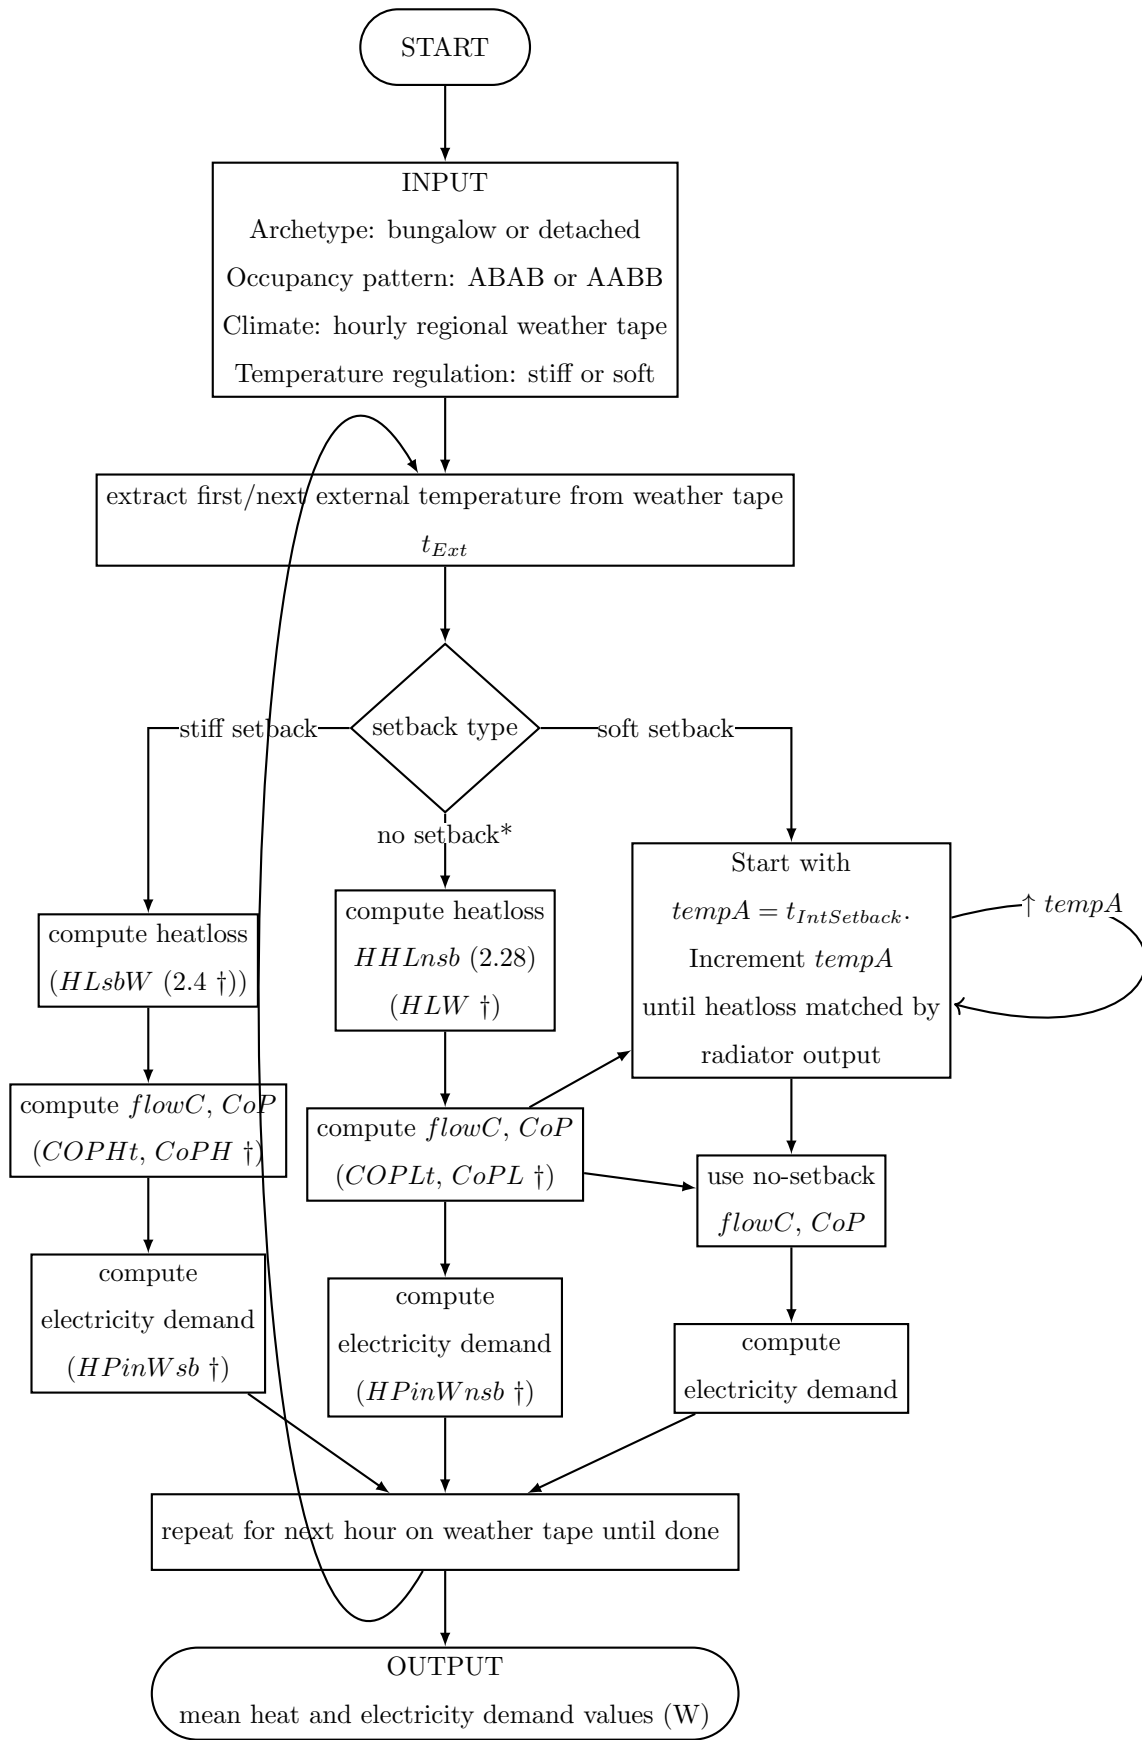 START
INPUT
Archetype: bungalow or detached
Occupancy pattern: ABAB or AABB
Climate: hourly regional weather tape
Temperature regulation: stiff or soft
extract first/next external temperature from weather tape
t_{Ext}
setback type
stiff setback
soft setback
no setback*
compute heatloss
(HLsbW (2.4 †))
compute flowC, CoP
(COPHt, CoPH †)
compute
electricity demand
(HPinWsb †)
compute heatloss
HHLnsb (2.28)
(HLW †)
compute flowC, CoP
(COPLt, CoPL †)
compute
electricity demand
(HPinWnsb †)
Start with
tempA = t_{IntSetback}.
Increment tempA
until heatloss matched by
radiator output
↑ tempA
use no-setback
flowC, CoP
compute
electricity demand
repeat for next hour on weather tape until done
OUTPUT
mean heat and electricity demand values (W)